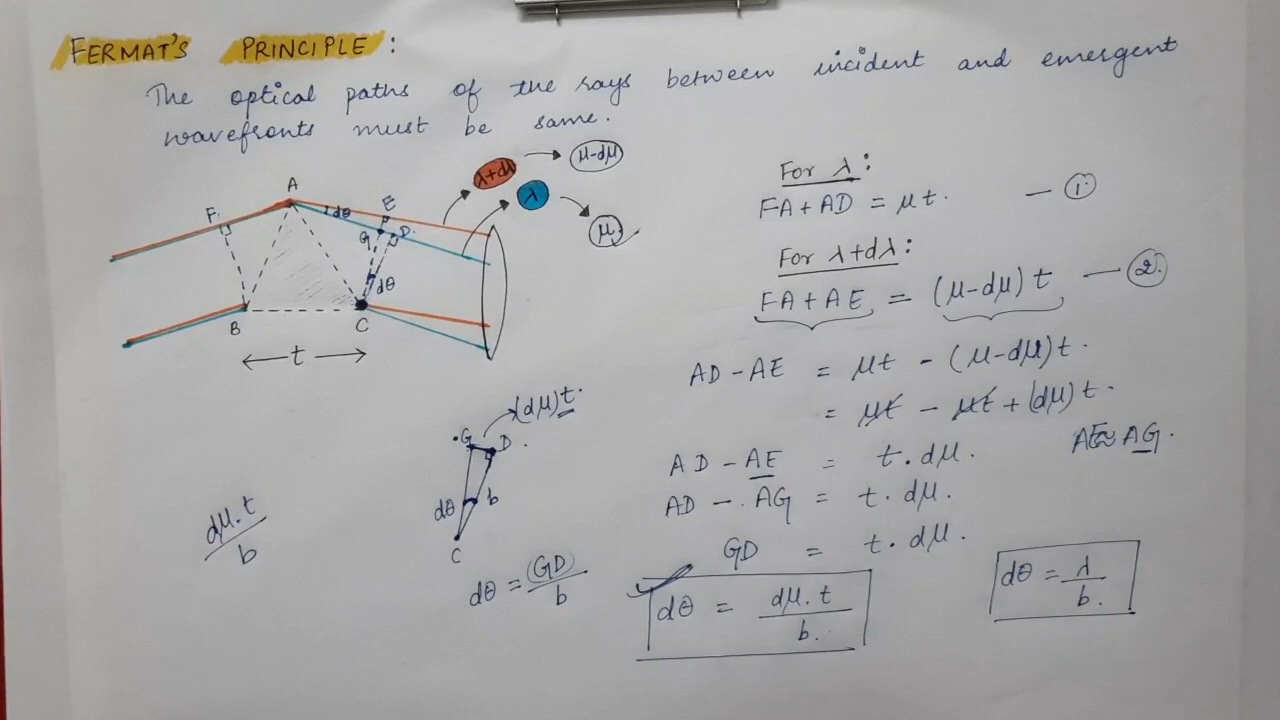 FERMAT'S PRINCIPLE :
The optical paths of the rays between incident and emergent
wavefronts must be same.
λ+dλ → μ-dμ
λ → μ
A
F
dθ
E
G
D
dθ
B
C
t
For λ :
FA + AD = μt. — ①
For λ+dλ :
FA + AE = (μ-dμ) t — ②
AD - AE = μt - (μ-dμ)t.
= μt - μt + (dμ) t.
AD - AE = t. dμ. AE ≈ AG.
AD - AG = t. dμ.
GD = t. dμ.
dθ = dμ. t / b.
dθ = λ / b.
(dμ)t.
G D
dθ b
C
dθ = (GD) / b
dμ. t / b